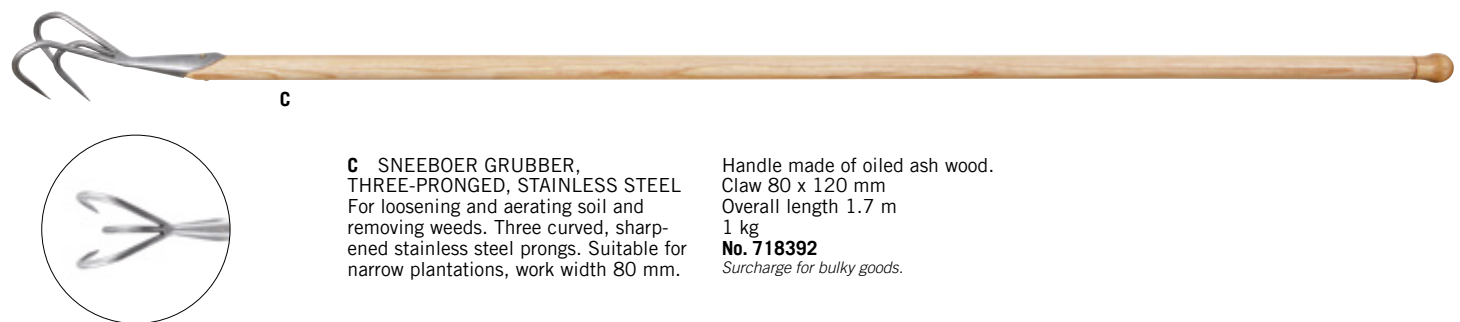 C
C SNEEBOER GRUBBER,
THREE-PRONGED, STAINLESS STEEL
For loosening and aerating soil and
removing weeds. Three curved, sharp-
ened stainless steel prongs. Suitable for
narrow plantations, work width 80 mm.
Handle made of oiled ash wood.
Claw 80 x 120 mm
Overall length 1.7 m
1 kg
No. 718392
Surcharge for bulky goods.